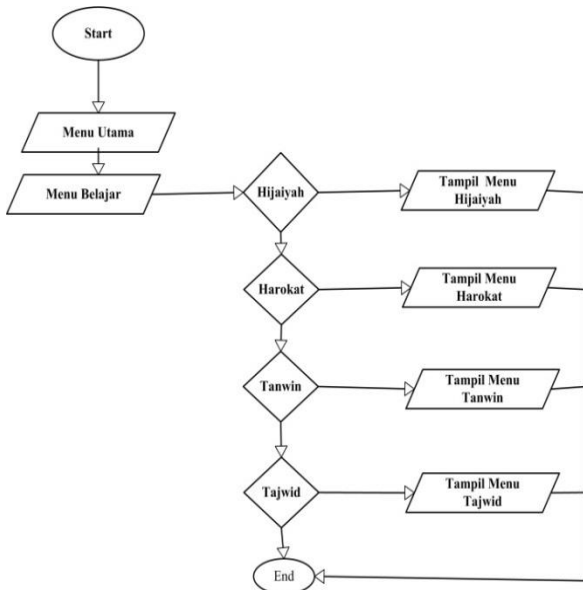 Start
Menu Utama
Menu Belajar
Hijaiyah
Tampil Menu
Hijaiyah
Harokat
Tampil Menu
Harokat
Tanwin
Tampil Menu
Tanwin
Tajwid
Tampil Menu
Tajwid
End